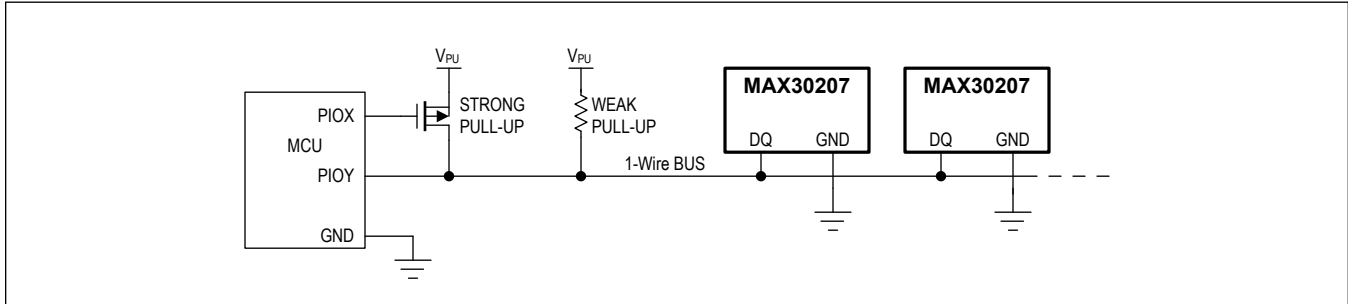 VPU
VPU
MAX30207
MAX30207
PIOX
STRONG
PULL-UP
WEAK
PULL-UP
MCU
DQ
GND
DQ
GND
1-Wire BUS
PIOY
GND